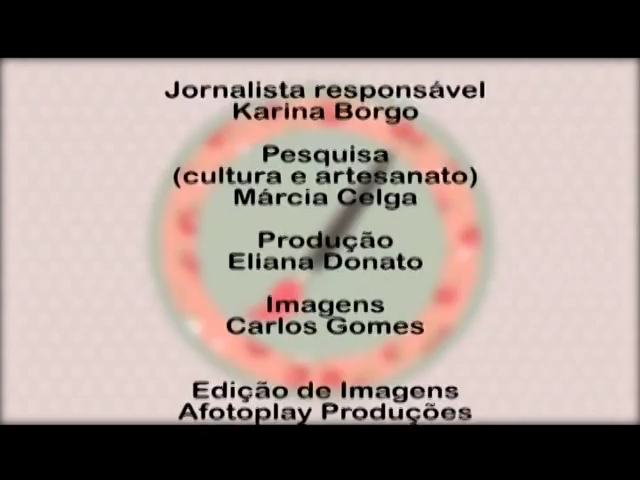 Jornalista responsável
Karina Borgo
Pesquisa
(cultura e artesanato)
Márcia Celga
Produção
Eliana Donato
Imagens
Carlos Gomes
Edição de Imagens
Afotoplay Produções